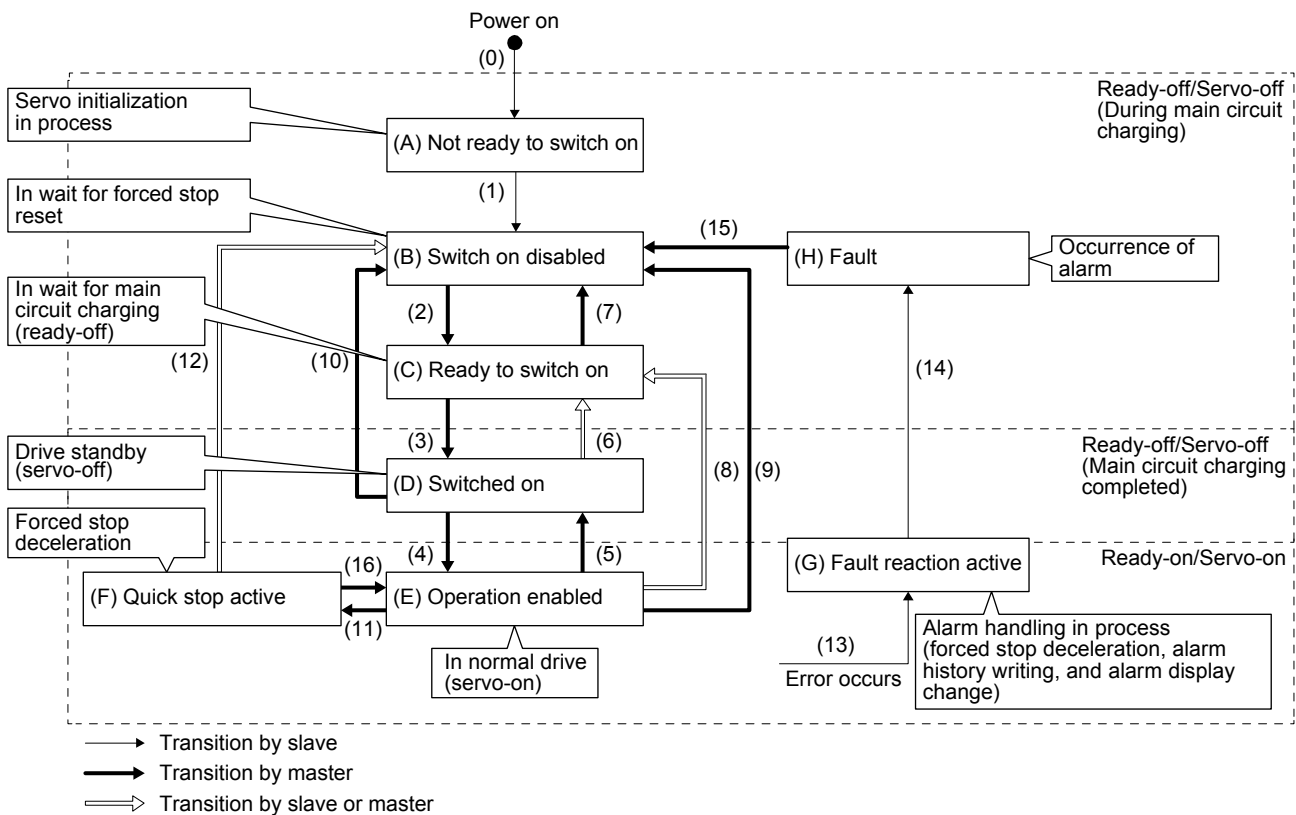 Power on
(0)
Ready-off/Servo-off
(During main circuit
charging)
Servo initialization
in process
(A) Not ready to switch on
(1)
In wait for forced stop
reset
(15)
(B) Switch on disabled
(H) Fault
Occurrence of
alarm
In wait for main
circuit charging
(ready-off)
(2)
(7)
(12)
(10)
(C) Ready to switch on
(14)
(3)
(6)
Ready-off/Servo-off
(Main circuit charging
completed)
Drive standby
(servo-off)
(8)
(9)
(D) Switched on
Forced stop
deceleration
(4)
(5)
(16)
(G) Fault reaction active
Ready-on/Servo-on
(F) Quick stop active
(E) Operation enabled
(11)
In normal drive
(servo-on)
(13)
Error occurs
Alarm handling in process
(forced stop deceleration, alarm
history writing, and alarm display
change)
Transition by slave
Transition by master
Transition by slave or master